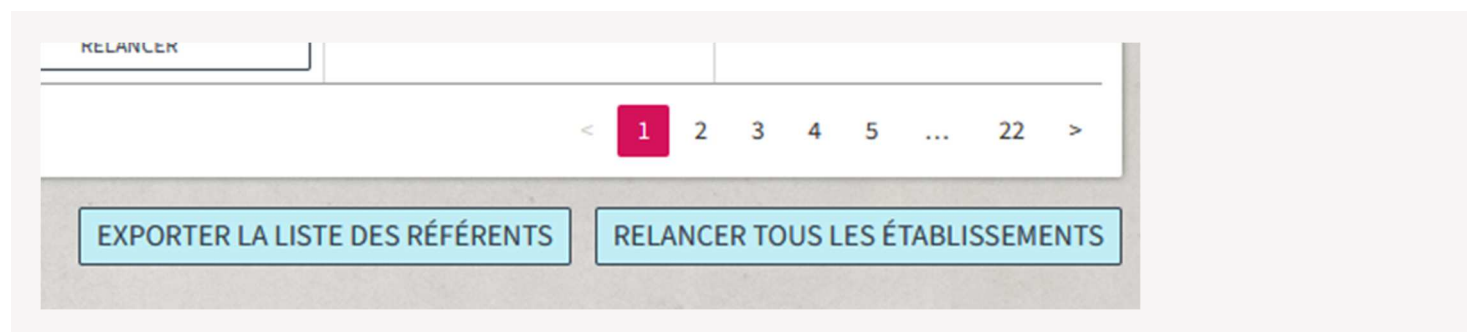 RELANCER
< 1 2 3 4 5 ... 22 >
EXPORTER LA LISTE DES RÉFÉRENTS RELANCER TOUS LES ÉTABLISSEMENTS